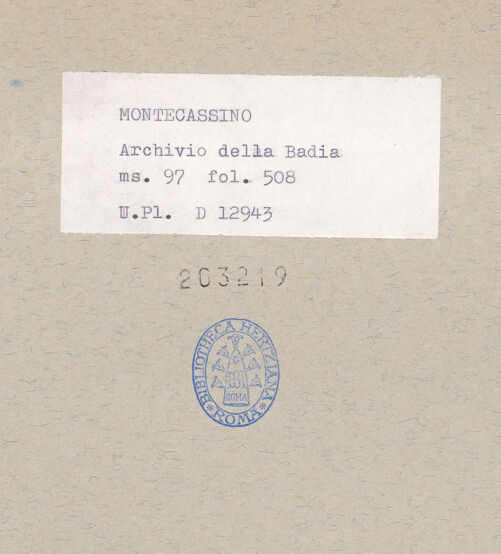 MONTECASSINO
Archivio della Badia
ms. 97 fol. 508
U.Pl. D 12943
203219
BIBLIOTHECA HERTZIANA
ROMA
* ROMA *